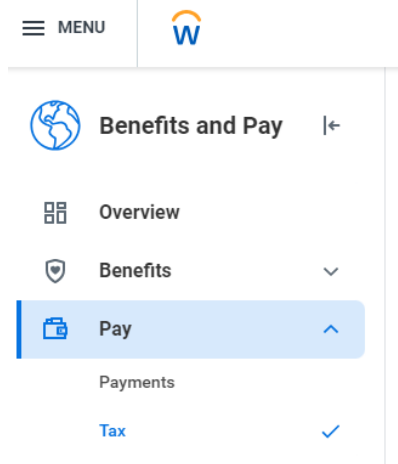 MENU
Benefits and Pay
Overview
Benefits
Pay
Payments
Tax